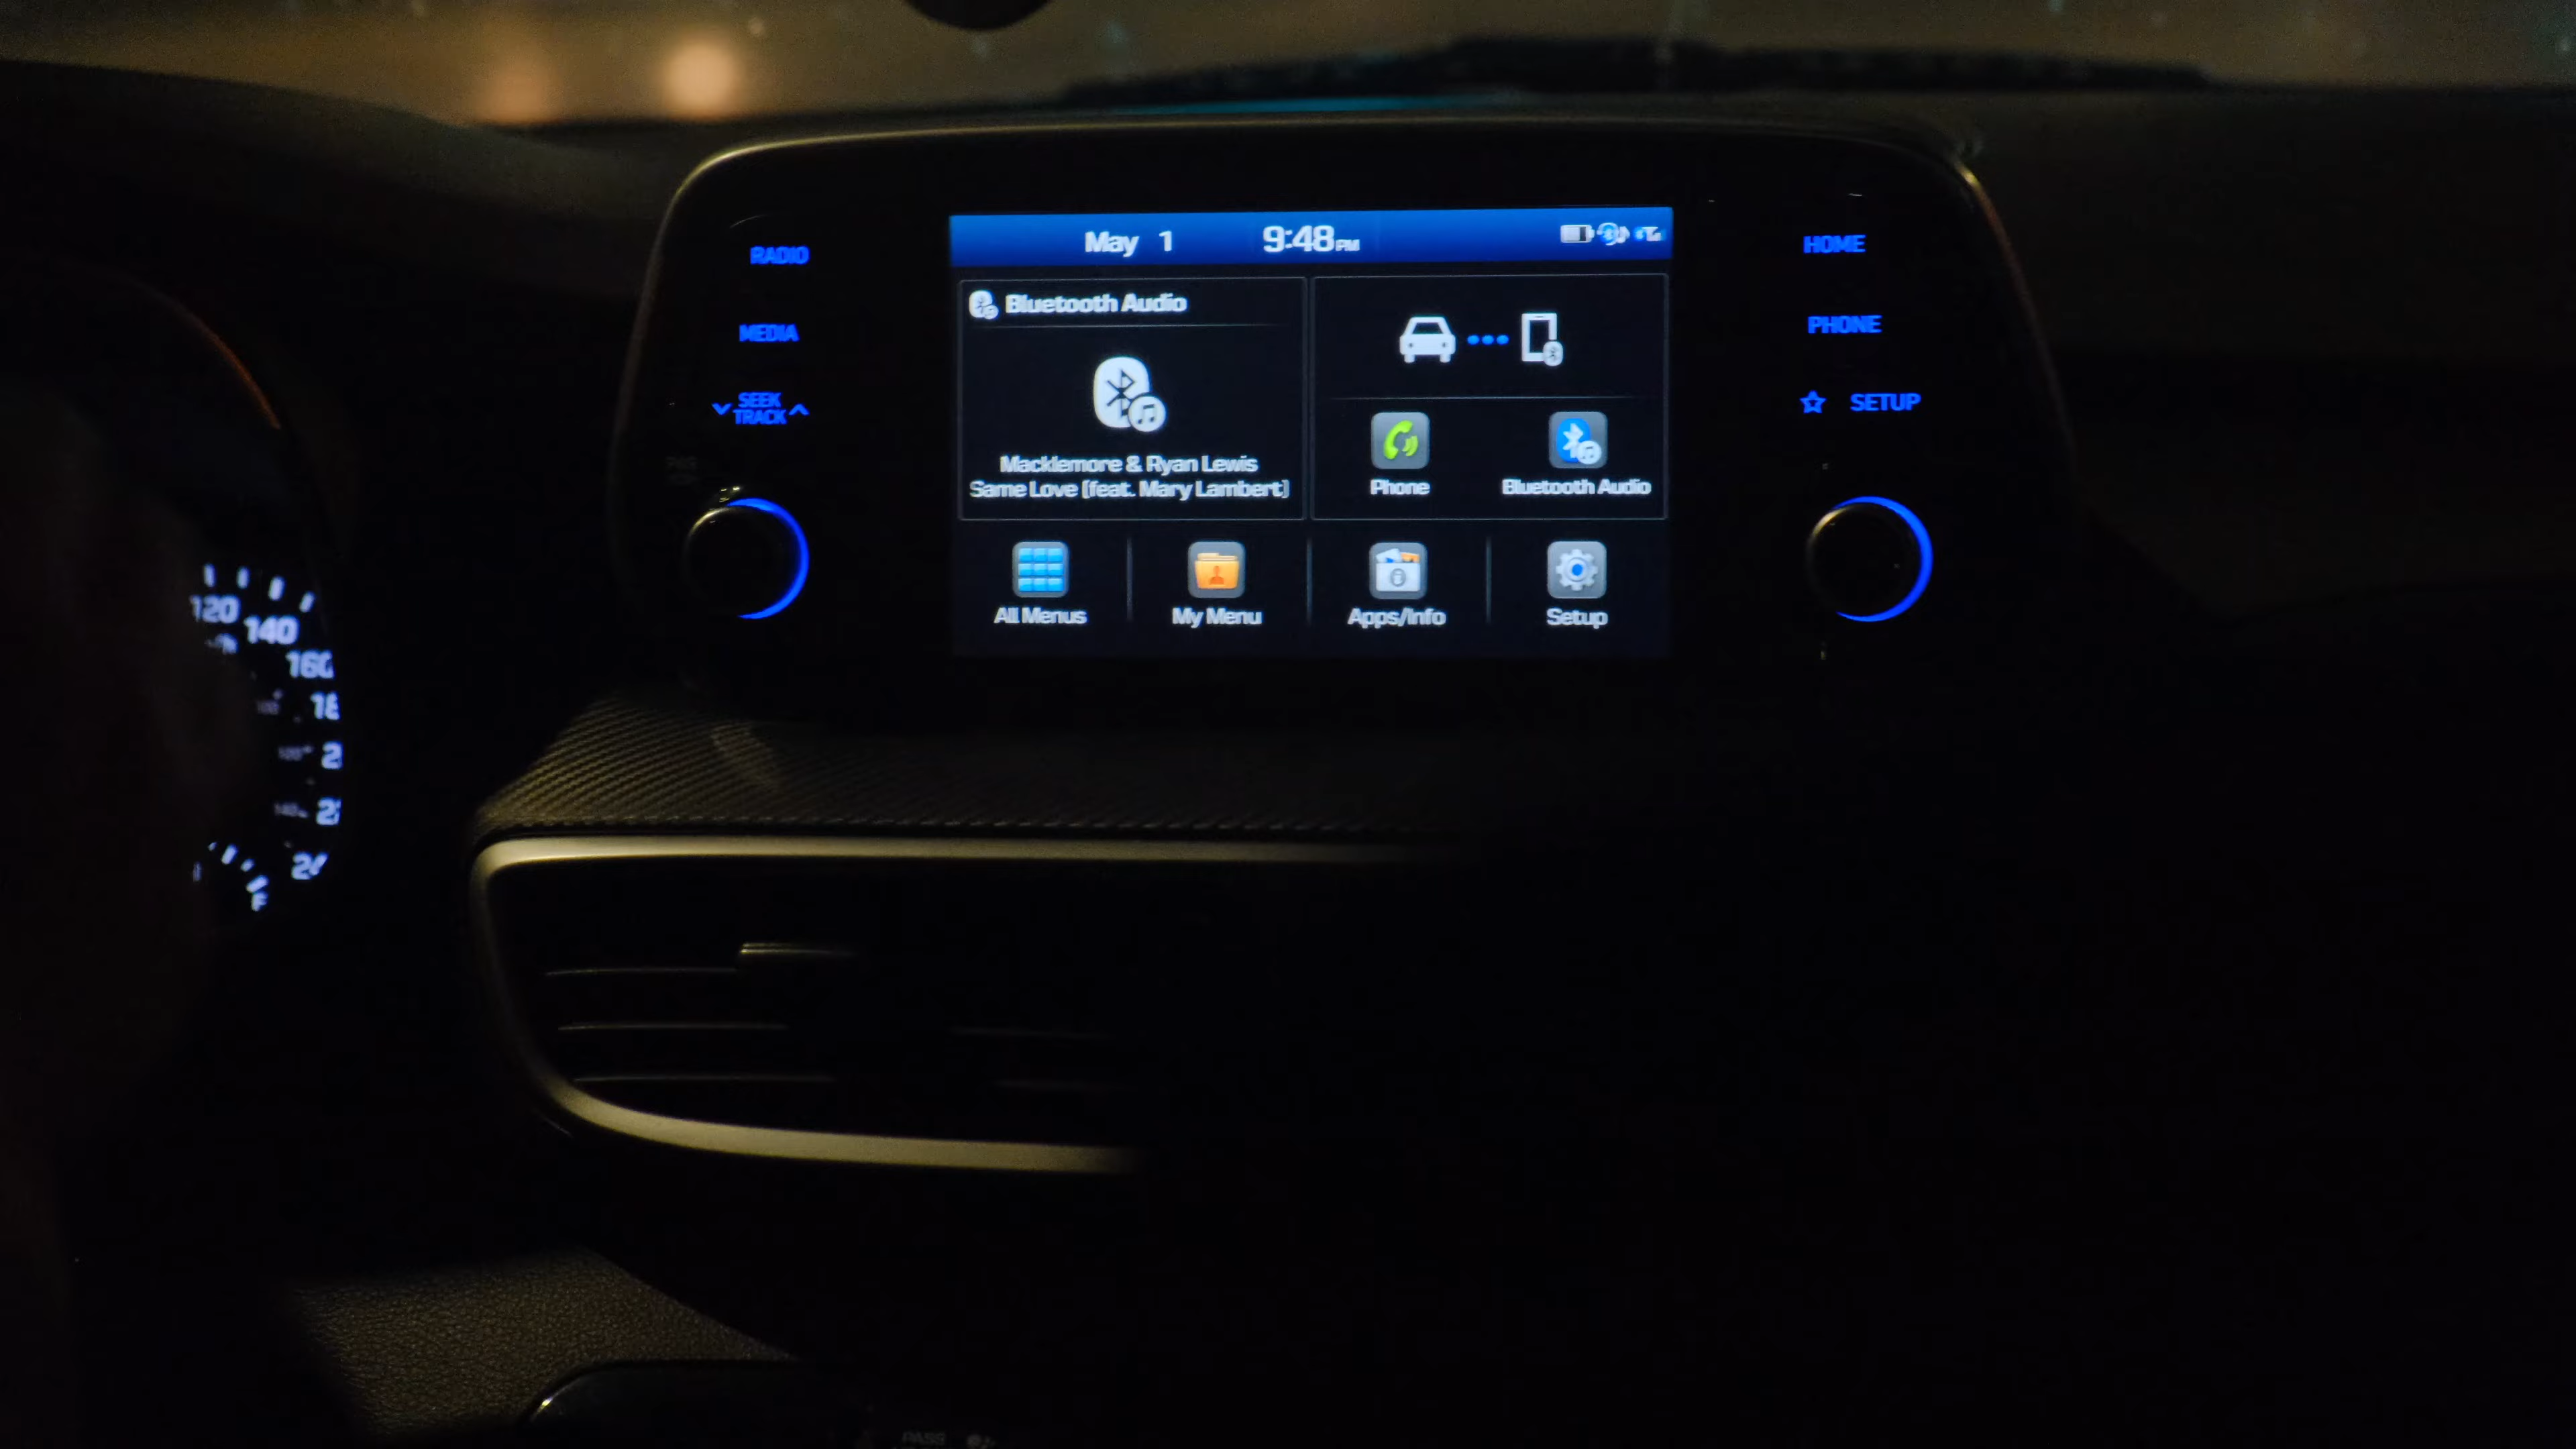 RADIO
MEDIA
SEEK
TRACK
May 1 9:48 PM
Bluetooth Audio
Macklemore & Ryan Lewis
Same Love (feat. Mary Lambert)
Phone
Bluetooth Audio
All Menus
My Menu
Apps/Info
Setup
HOME
PHONE
SETUP
120
140
160
F
PASS